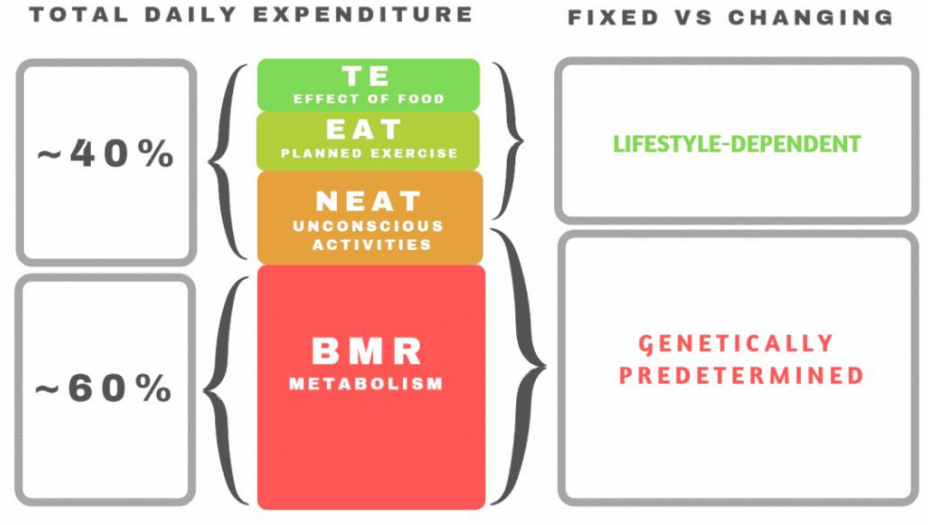 TOTAL DAILY EXPENDITURE
FIXED VS CHANGING
~40%
TE
EFFECT OF FOOD
EAT
PLANNED EXERCISE
NEAT
UNCONSCIOUS
ACTIVITIES
LIFESTYLE-DEPENDENT
~60%
BMR
METABOLISM
GENETICALLY
PREDETERMINED